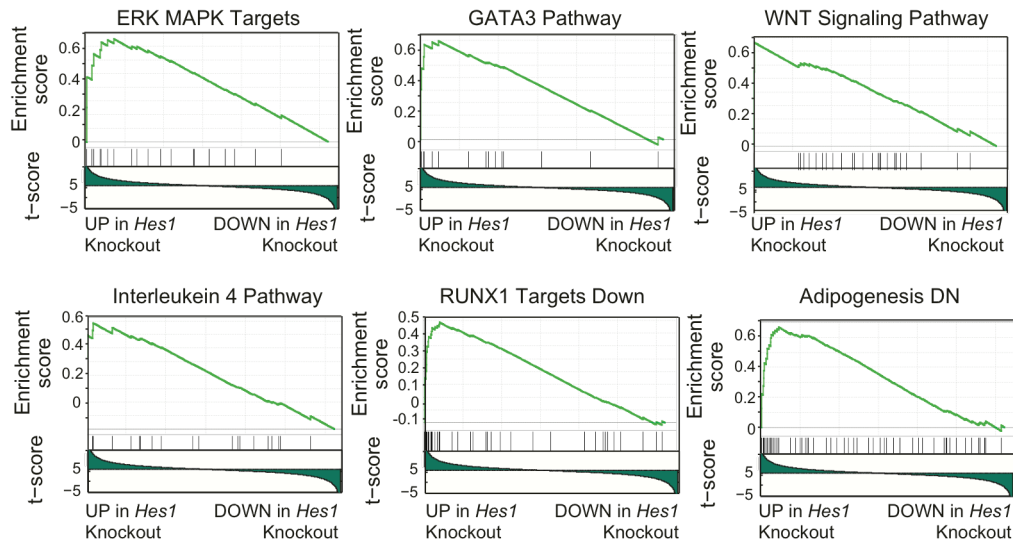 ERK MAPK Targets
GATA3 Pathway
WNT Signaling Pathway
Enrichment
score
0.6
0.4
0.2
0
t-score
5
−5
UP in Hes1
Knockout
DOWN in Hes1
Knockout
Enrichment
score
0.6
0.4
0.2
0
t-score
5
−5
UP in Hes1
Knockout
DOWN in Hes1
Knockout
Enrichment
score
0.6
0.4
0.2
0
t-score
5
−5
UP in Hes1
Knockout
DOWN in Hes1
Knockout
Interleukein 4 Pathway
RUNX1 Targets Down
Adipogenesis DN
Enrichment
score
0.6
0.4
0.2
0
t-score
5
−5
UP in Hes1
Knockout
DOWN in Hes1
Knockout
Enrichment
score
0.5
0.4
0.3
0.2
0.1
0.1
-0.1
t-score
5
−5
UP in Hes1
Knockout
DOWN in Hes1
Knockout
Enrichment
score
0.6
0.4
0.2
0
t-score
5
−5
UP in Hes1
Knockout
DOWN in Hes1
Knockout